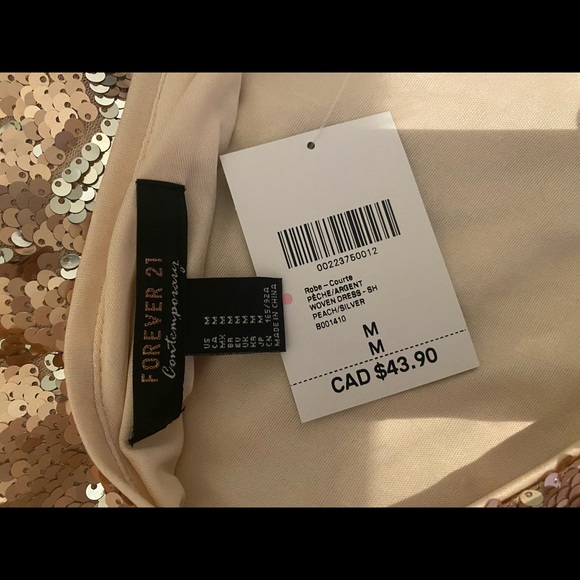 FOREVER 21
Contemporary
US M
CA M
MX M
BR M
EU M
UK M
KR M
JP M
CN 165/92A
MADE IN CHINA
00223750012
Robe - Courte
PÊCHE/ARGENT
WOVEN DRESS - SH
PEACH/SILVER
B001410
M
M
CAD $43.90